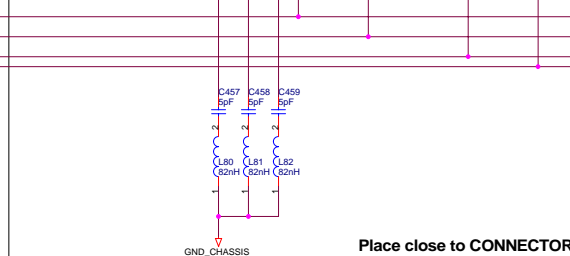 C457 C458 C459
5pF 5pF 5pF
2 2 2
L80 L81 L82
82nH 82nH 82nH
1 1 1
GND_CHASSIS
Place close to CONNECTOR